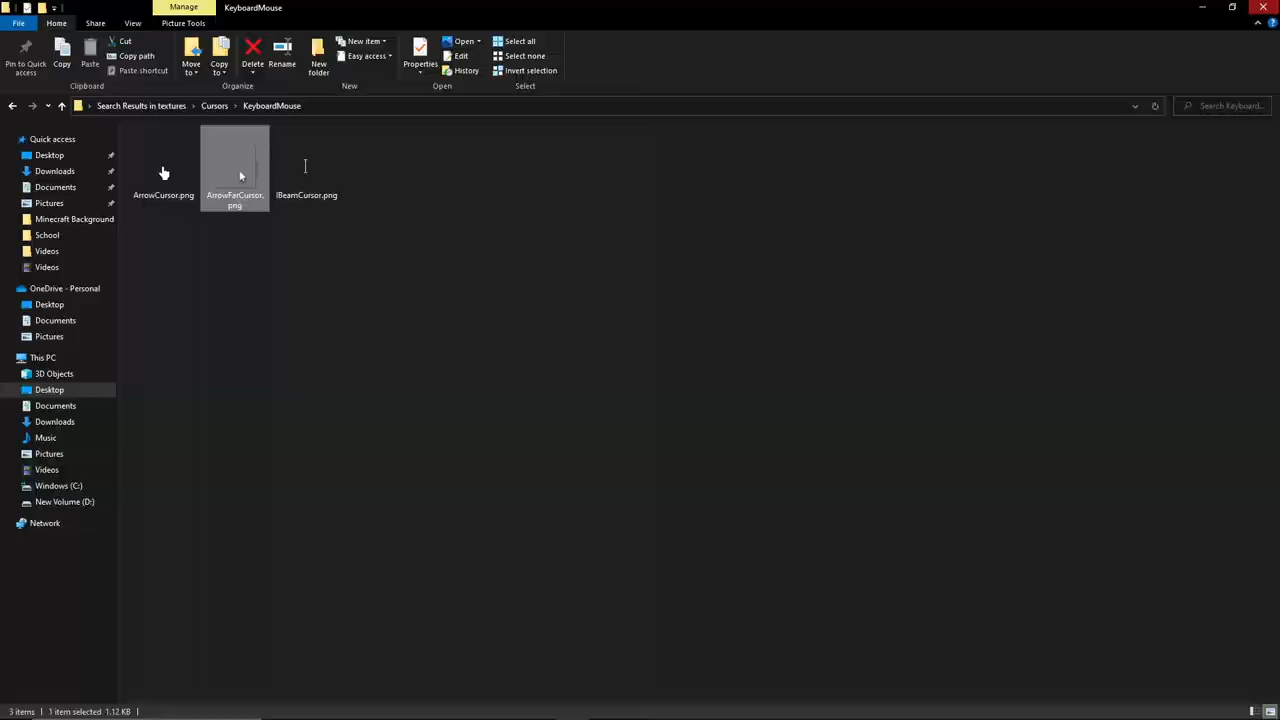 Manage
KeyboardMouse
File
Home
Share
View
Picture Tools
Pin to Quick
access
Copy
Paste
Cut
Copy path
Paste shortcut
Clipboard
Move
to
Copy
to
Delete
Rename
Organize
New
folder
New item
Easy access
New
Properties
Open
Edit
History
Open
Select all
Select none
Invert selection
Select
Search Results in textures
Cursors
KeyboardMouse
Search Keyboard...
Quick access
Desktop
Downloads
Documents
Pictures
Minecraft Background
School
Videos
Videos
OneDrive - Personal
Desktop
Documents
Pictures
This PC
3D Objects
Desktop
Documents
Downloads
Music
Pictures
Videos
Windows (C:)
New Volume (D:)
Network
ArrowCursor.png
ArrowFarCursor.
png
IBeamCursor.png
3 items
1 item selected 1.12 KB